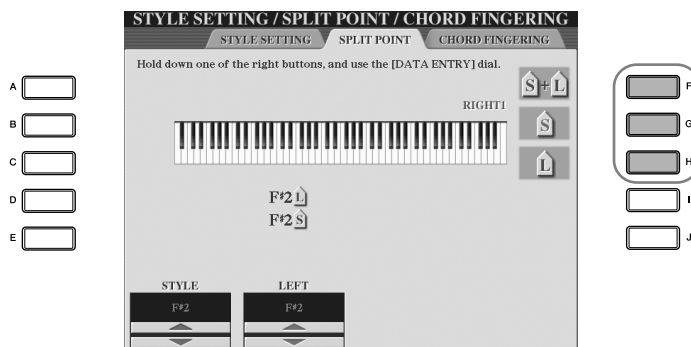 STYLE SETTING / SPLIT POINT / CHORD FINGERING
STYLE SETTING SPLIT POINT CHORD FINGERING
Hold down one of the right buttons, and use the [DATA ENTRY] dial.
S+L
RIGHT1
S
L
F#2 L
F#2 S
STYLE LEFT
F#2 F#2
A
B
C
D
E
F
G
H
I
J